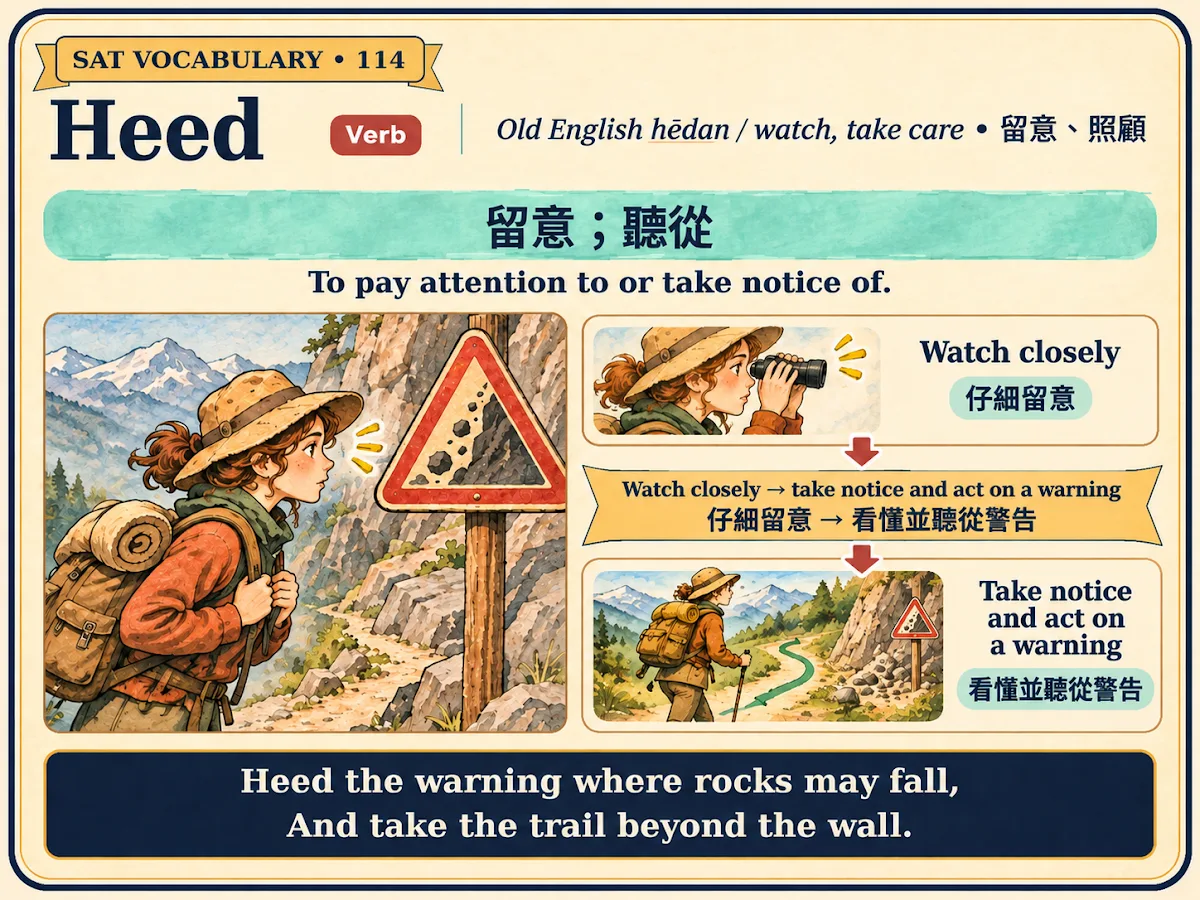 SAT VOCABULARY • 114
Heed
Verb
Old English hēdan / watch, take care • 留意、照顧
留意；聽從
To pay attention to or take notice of.
Watch closely
仔細留意
Watch closely → take notice and act on a warning
仔細留意 → 看懂並聽從警告
Take notice
and act on
a warning
看懂並聽從警告
Heed the warning where rocks may fall,
And take the trail beyond the wall.